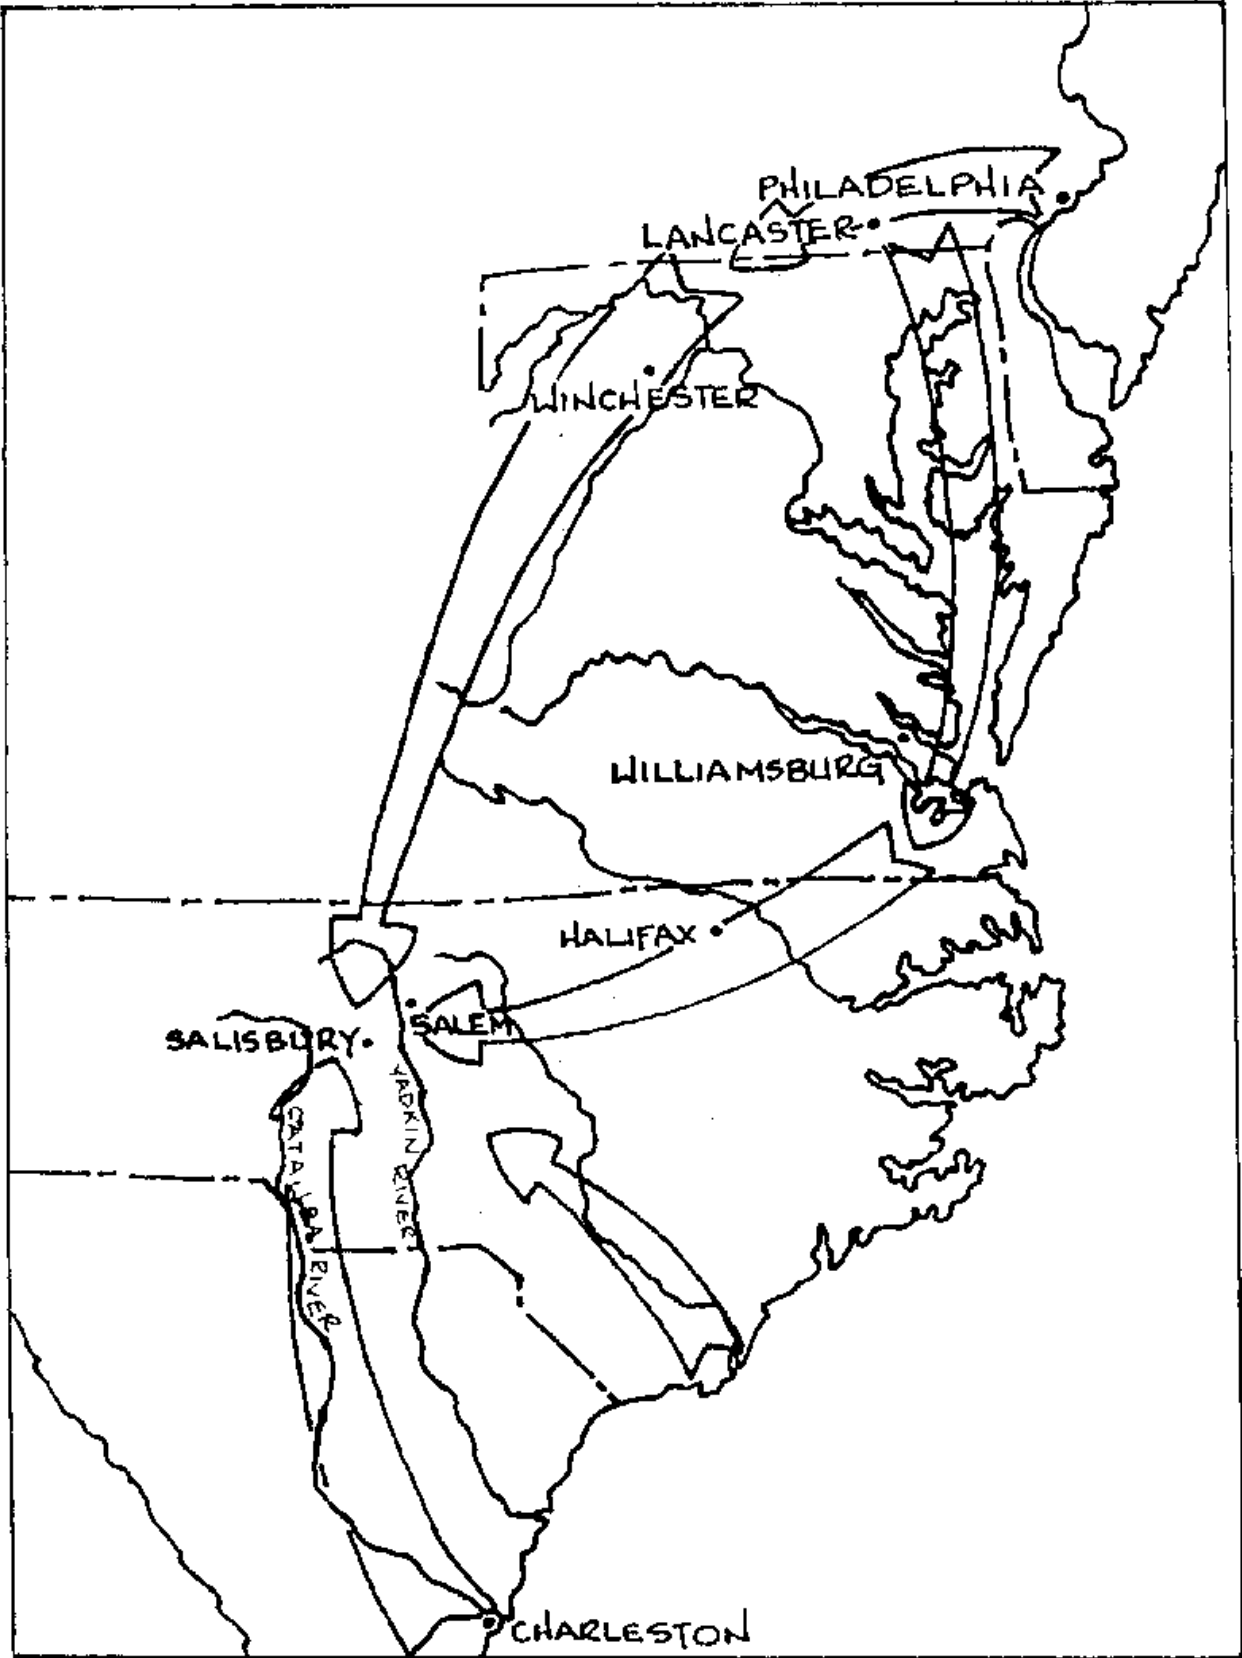 PHILADELPHIA
LANCASTER
WINCHESTER
WILLIAMSBURG
HALIFAX
SALEM
SALISBURY
YADKIN RIVER
CATAWBA RIVER
CHARLESTON